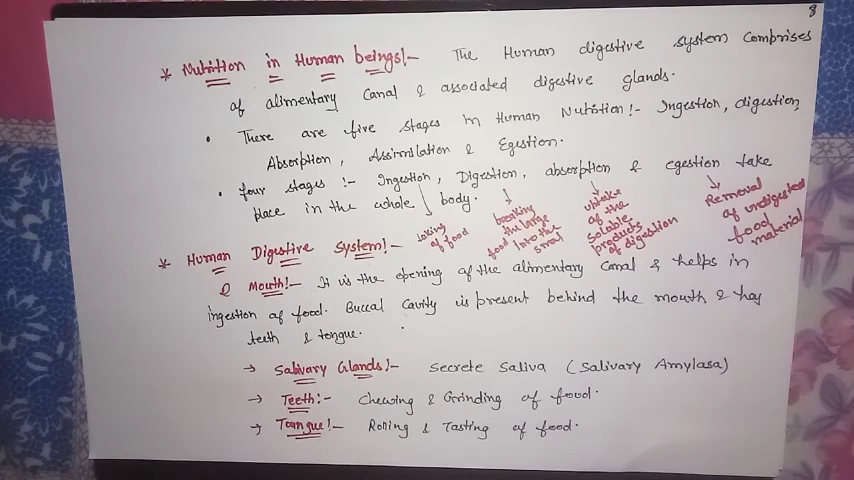 8
* Nutrition in Human beings!- The Human digestive system comprises
of alimentary Canal & associated digestive glands.
• There are five stages in Human Nutrition!- Ingestion, digestion,
Absorption, Assimilation & Egestion.
• four stages!- Ingestion, Digestion, absorption & egestion take
place in the whole body.
taking
of food
breaking
the large
food into the
small
uptake
of the
Solable
products
of digestion
Removal
of undigested
food
material
* Human Digestive System!-
& Mouth!- It is the opening of the alimentary canal & helps in
ingestion of food. Buccal Cavity is present behind the mouth & has
teeth & tongue.
→ Salivary Glands!- Secrete Saliva (Salivary Amylasa)
→ Teeth:- Chewing & Grinding of food.
→ Toungue!- Rolling & Tasting of food.